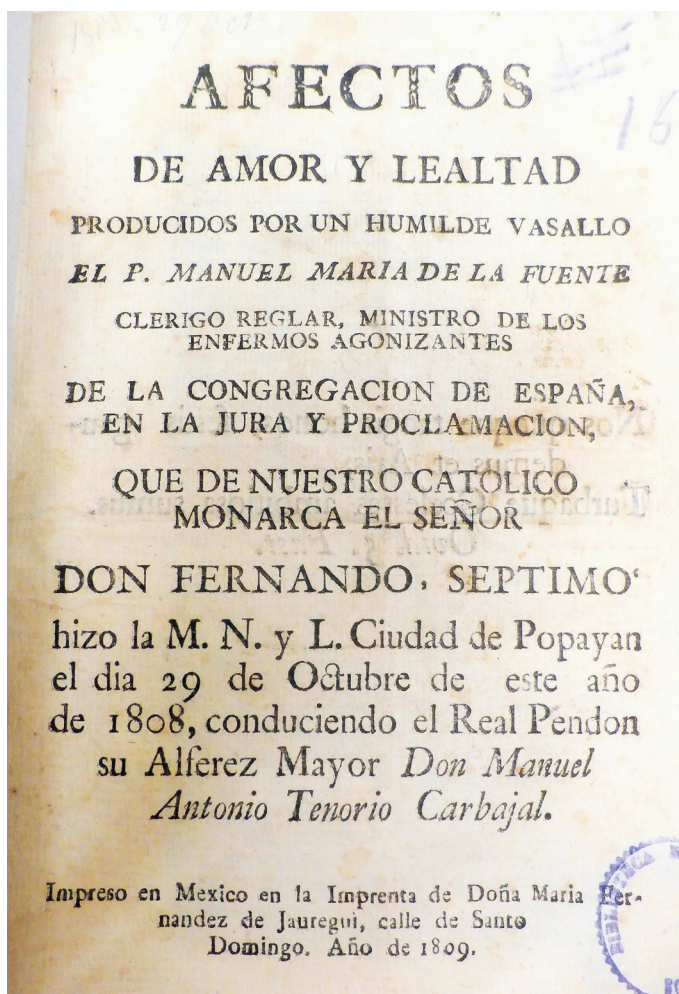 AFECTOS
16
DE AMOR Y LEALTAD
PRODUCIDOS POR UN HUMILDE VASALLO
EL P. MANUEL MARIA DE LA FUENTE
CLERIGO REGLAR, MINISTRO DE LOS
ENFERMOS AGONIZANTES
DE LA CONGREGACION DE ESPAÑA,
EN LA JURA Y PROCLAMACION,
QUE DE NUESTRO CATOLICO
MONARCA EL SEÑOR
DON FERNANDO. SEPTIMO
hizo la M. N. y L. Ciudad de Popayan
el dia 29 de Octubre de este año
de 1808, conduciendo el Real Pendon
su Alferez Mayor Don Manuel
Antonio Tenorio Carbajal.
Impreso en Mexico en la Imprenta de Doña Maria Fer-
nandez de Jauregui, calle de Santo
Domingo. Año de 1809.
BIBLIOTECA